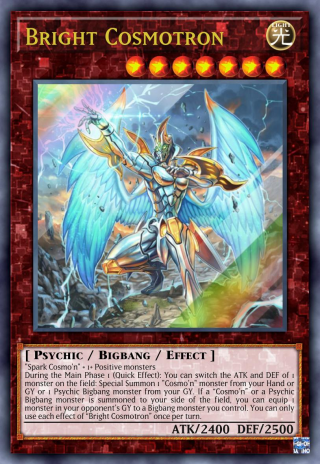 BRIGHT COSMOTRON
LIGHT
光
[ PSYCHIC / BIGBANG / EFFECT ]
"Spark Cosmo'n" + 1+ Positive monsters
During the Main Phase 1 (Quick Effect): You can switch the ATK and DEF of 1
monster on the field: Special Summon 1 "Cosmo'n" monster from your Hand or
GY or 1 Psychic Bigbang monster from your GY. If a "Cosmo'n" or a Psychic
Bigbang monster is summoned to your side of the field, you can equip 1
monster in your opponent's GY to a Bigbang monster you control. You can only
use each effect of "Bright Cosmotron" once per turn.
ATK/2400 DEF/2500